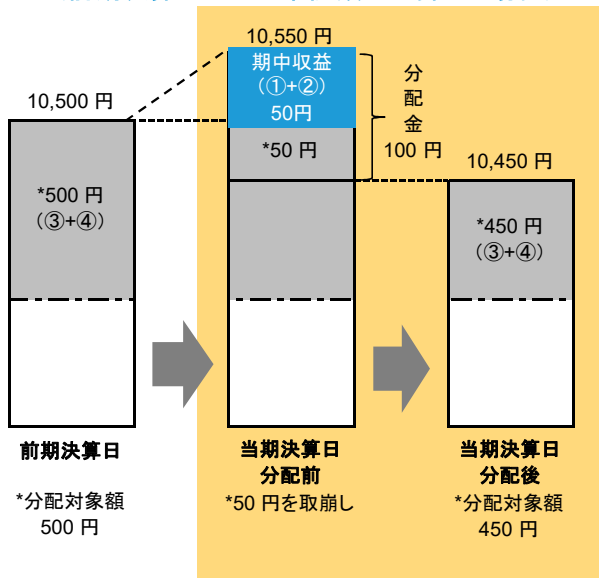 10,550 円
期中収益
(①+②)
50円
分
配
金
100 円
10,500 円
*50 円
10,450 円
*500 円
(③+④)
*450 円
(③+④)
前期決算日
当期決算日
分配前
当期決算日
分配後
*分配対象額
500 円
*50 円を取崩し
*分配対象額
450 円